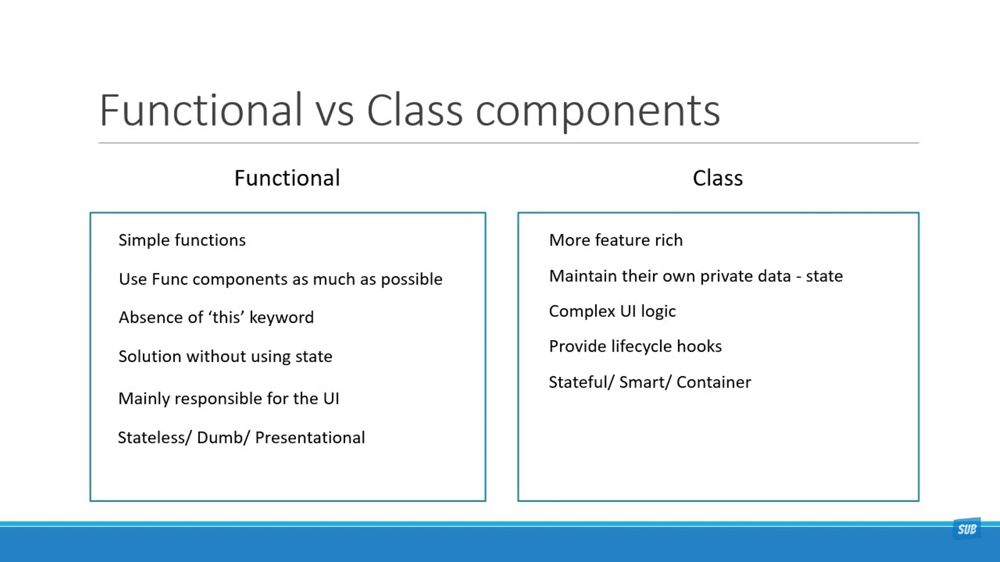 Functional vs Class components
Functional
Simple functions
Use Func components as much as possible
Absence of ‘this’ keyword
Solution without using state
Mainly responsible for the UI
Stateless/ Dumb/ Presentational
Class
More feature rich
Maintain their own private data - state
Complex UI logic
Provide lifecycle hooks
Stateful/ Smart/ Container
SUB